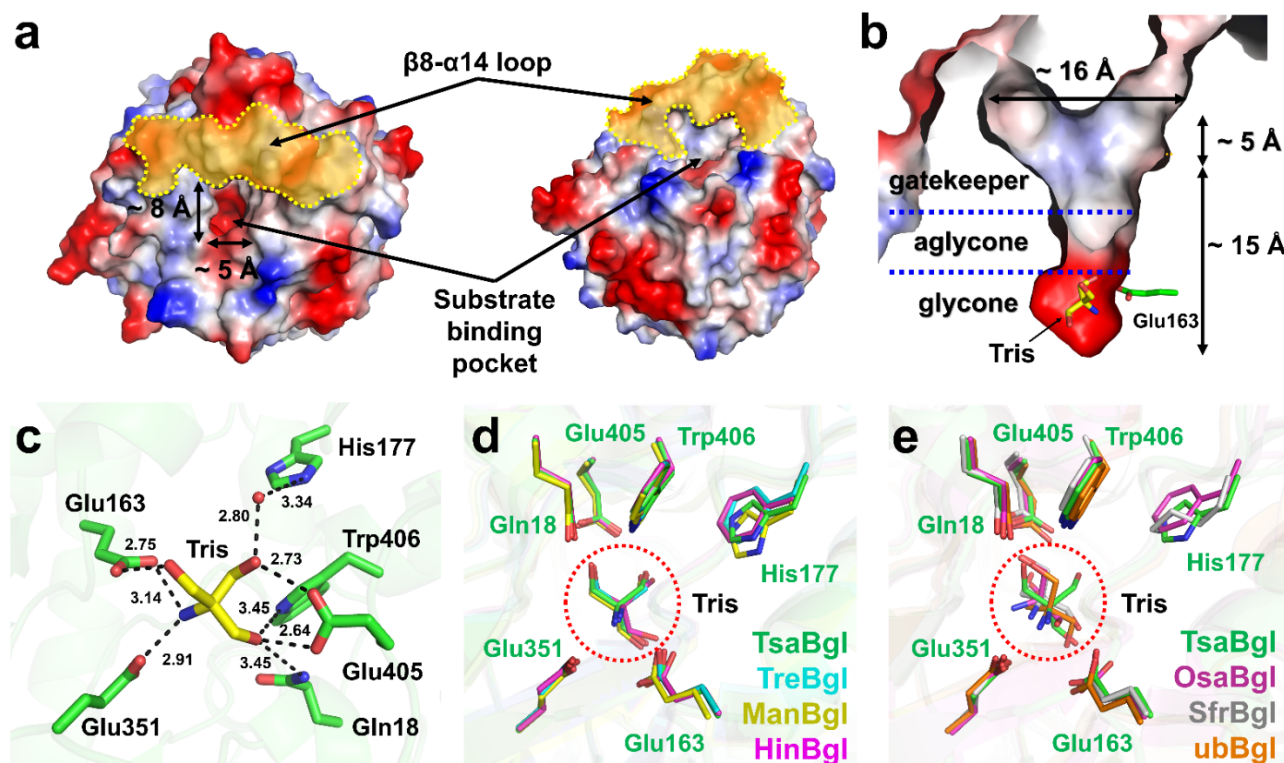 a
β8-α14 loop
~ 8 Å
~ 5 Å
Substrate
binding
pocket
b
~ 16 Å
~ 5 Å
gatekeeper
aglycone
~ 15 Å
glycone
Glu163
Tris
c
His177
3.34
Glu163
2.80
2.75
Tris
Trp406
2.73
3.14
3.45
2.64
2.91
3.45
Glu405
Glu351
Gln18
d
Glu405
Trp406
Gln18
His177
Tris
Glu351
TsaBgl
TreBgl
ManBgl
Glu163
HinBgl
e
Glu405
Trp406
Gln18
His177
Tris
Glu351
TsaBgl
OsaBgl
SfrBgl
Glu163
ubBgl